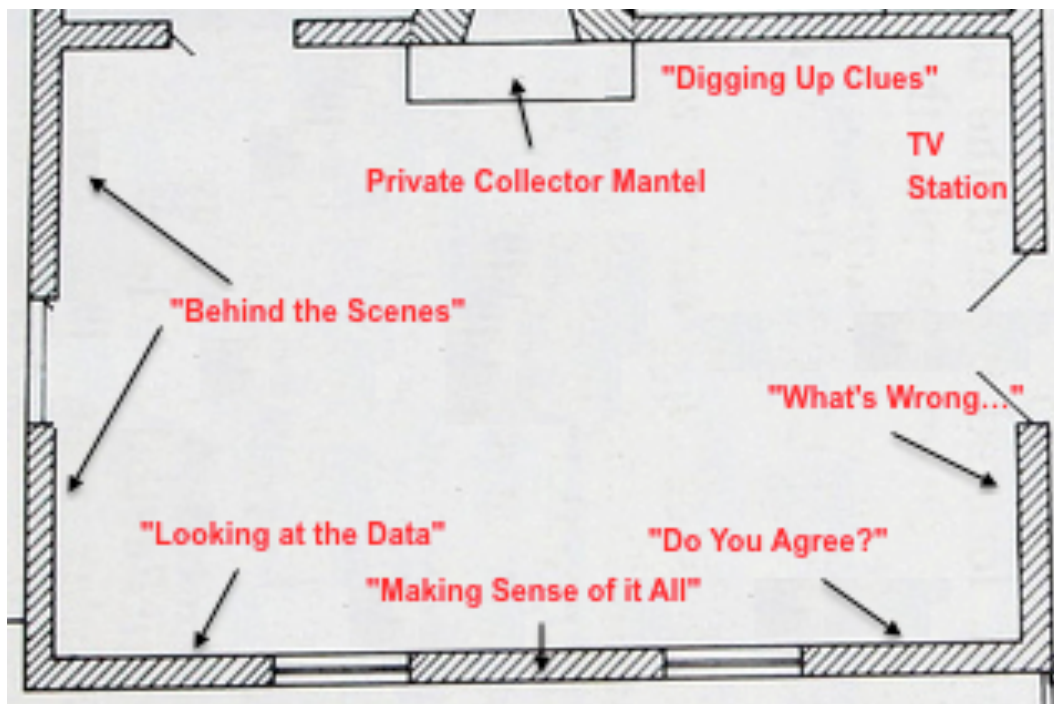 "Digging Up Clues"
TV
Station
Private Collector Mantel
"Behind the Scenes"
"What's Wrong..."
"Looking at the Data"
"Do You Agree?"
"Making Sense of it All"